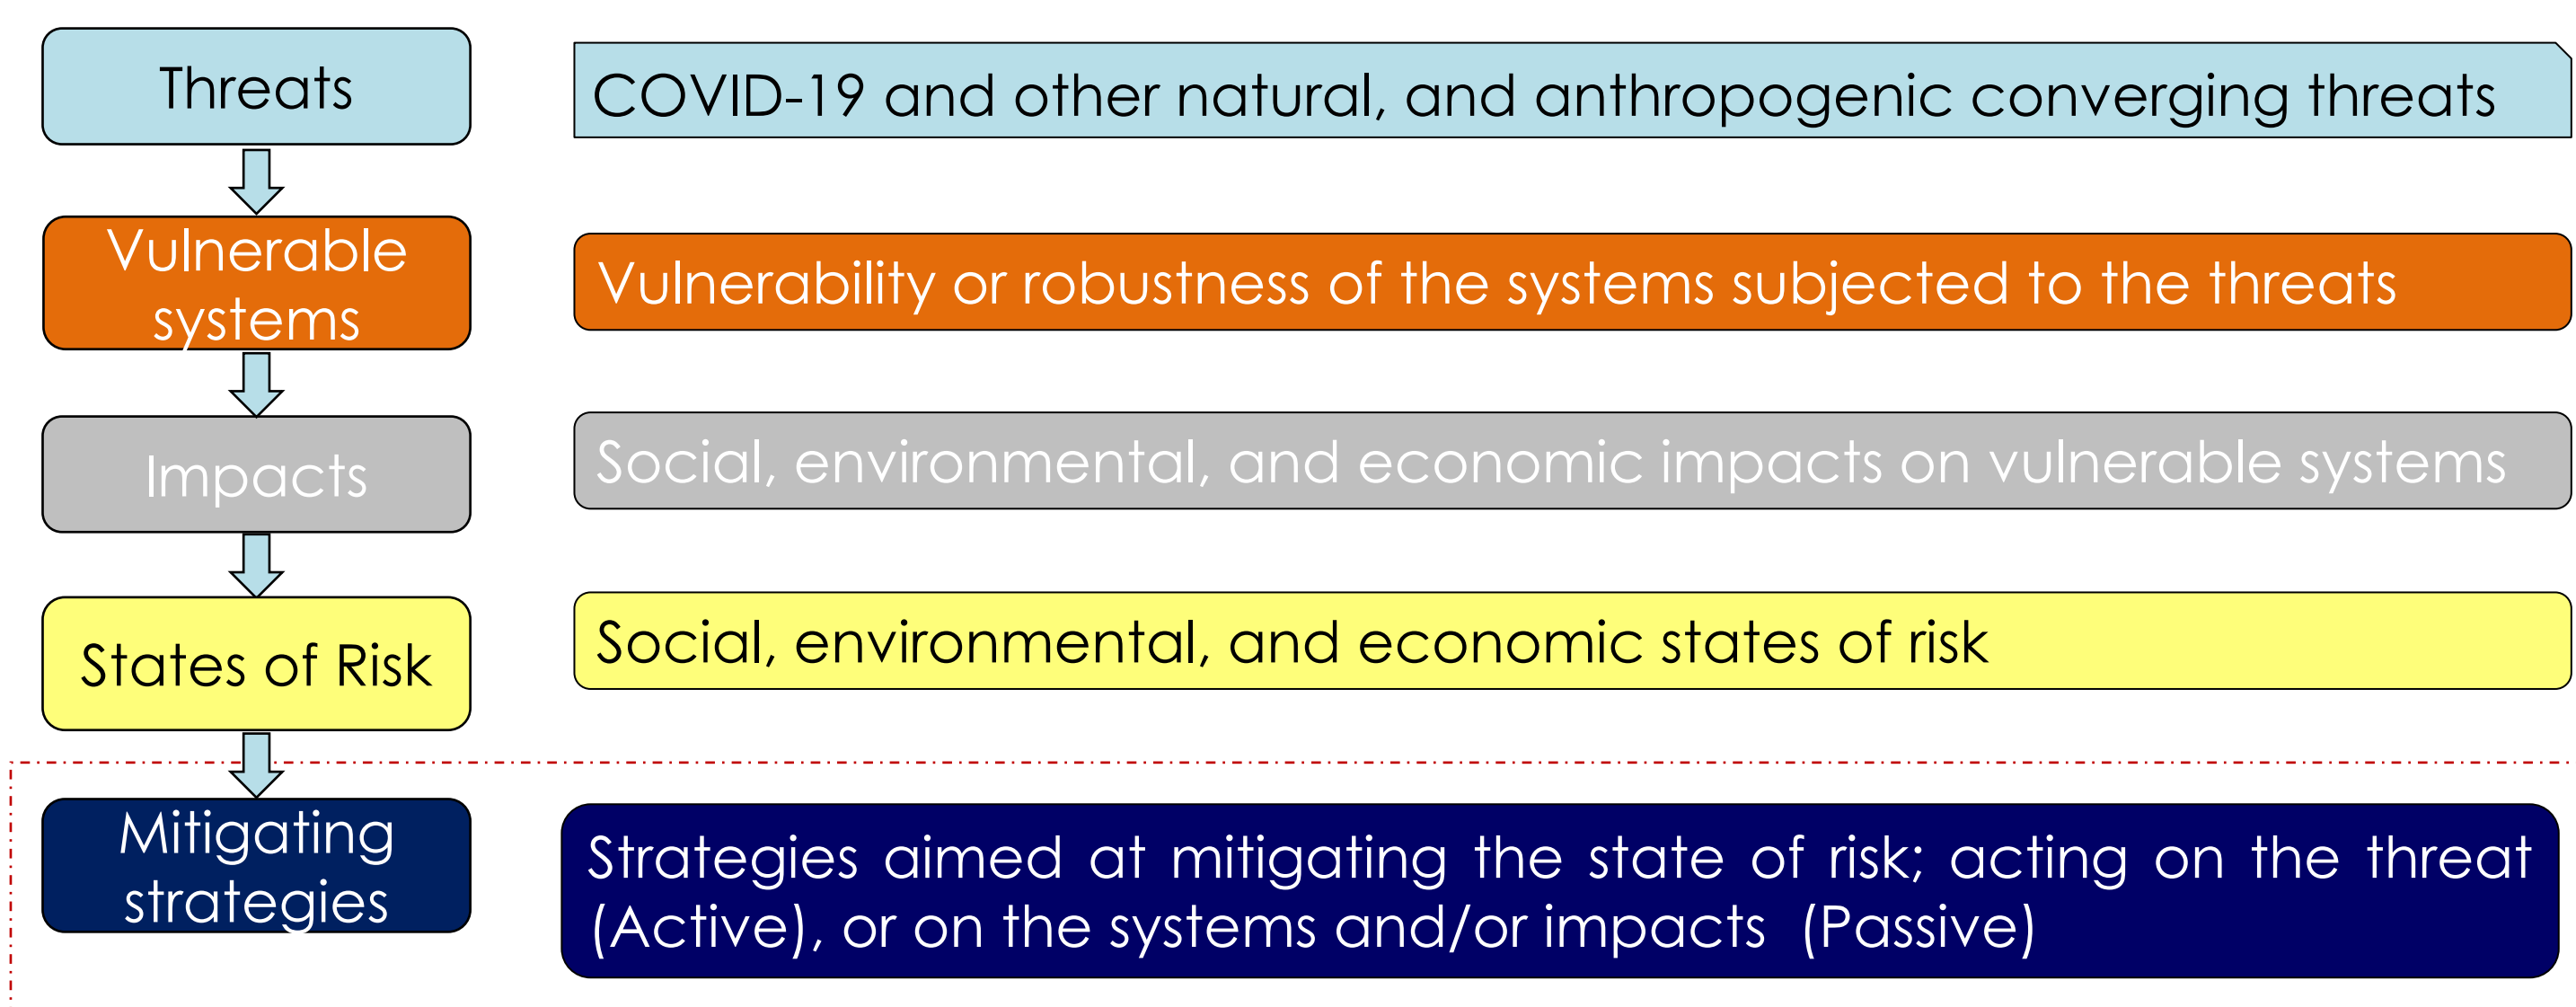 Threats
COVID-19 and other natural, and anthropogenic converging threats
Vulnerable
systems
Vulnerability or robustness of the systems subjected to the threats
Impacts
Social, environmental, and economic impacts on vulnerable systems
States of Risk
Social, environmental, and economic states of risk
Mitigating
strategies
Strategies aimed at mitigating the state of risk; acting on the threat
(Active), or on the systems and/or impacts (Passive)